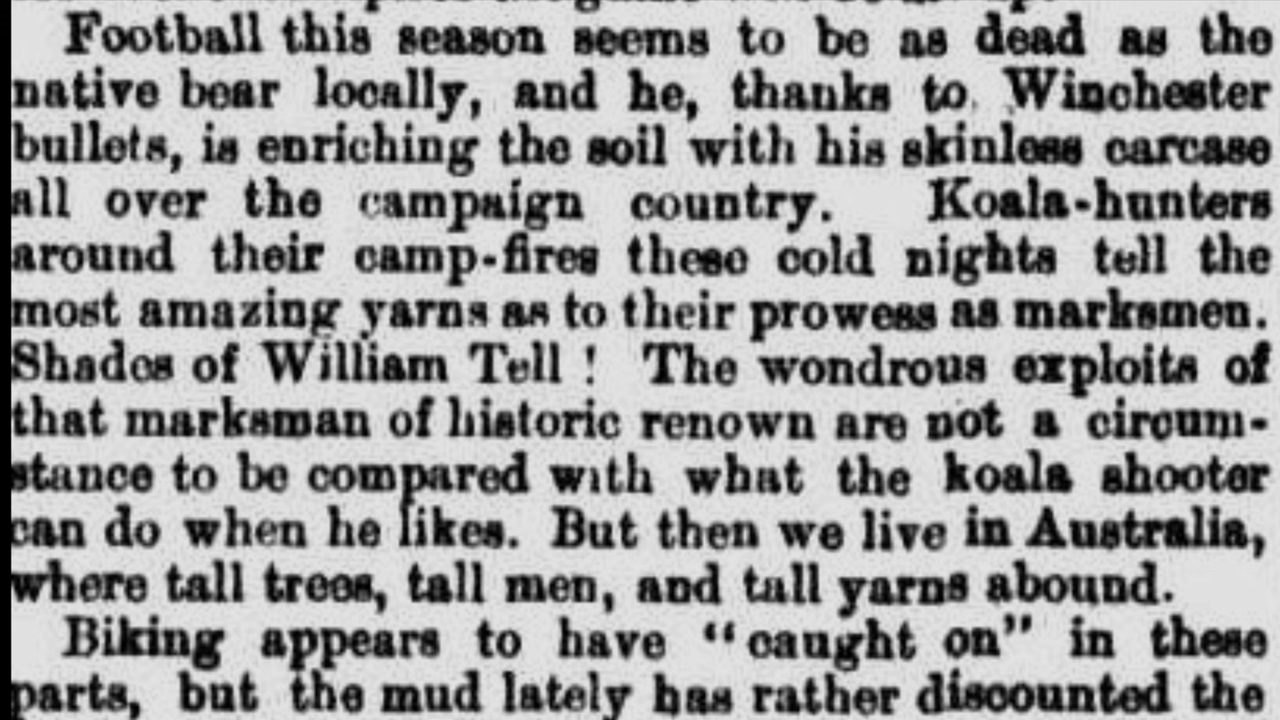 Football this season seems to be as dead as the
native bear locally, and he, thanks to Winchester
bullets, is enriching the soil with his skinless carcase
all over the campaign country. Koala-hunters
around their camp-fires these cold nights tell the
most amazing yarns as to their prowess as marksmen.
Shades of William Tell ! The wondrous exploits of
that marksman of historic renown are not a circum-
stance to be compared with what the koala shooter
can do when he likes. But then we live in Australia,
where tall trees, tall men, and tall yarns abound.
Biking appears to have "caught on" in these
parts, but the mud lately has rather discounted the